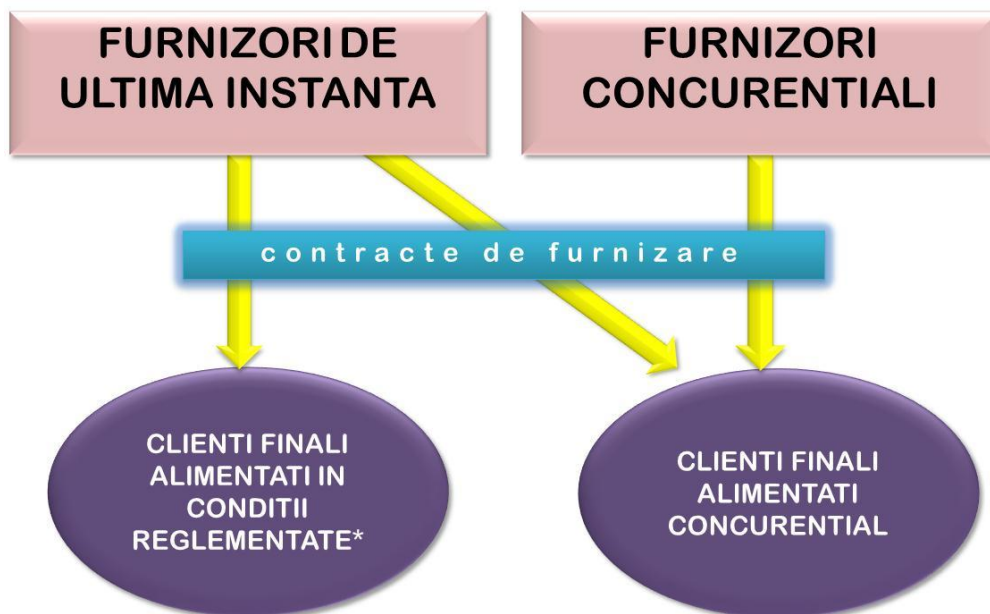 FURNIZORI DE
ULTIMA INSTANTA
FURNIZORI
CONCURENTIALI
contracte de furnizare
CLIENTI FINALI
ALIMENTATI IN
CONDITII
REGLEMENTATE*
CLIENTI FINALI
ALIMENTATI
CONCURENTIAL